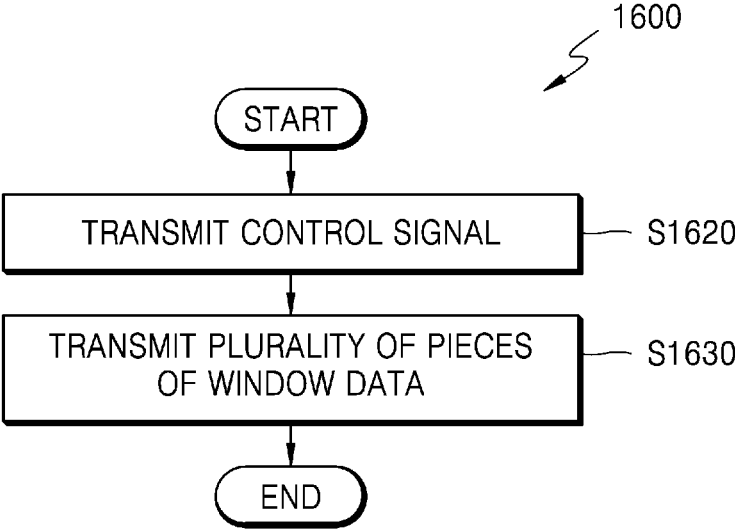 1600
START
TRANSMIT CONTROL SIGNAL
S1620
TRANSMIT PLURALITY OF PIECES
OF WINDOW DATA
S1630
END